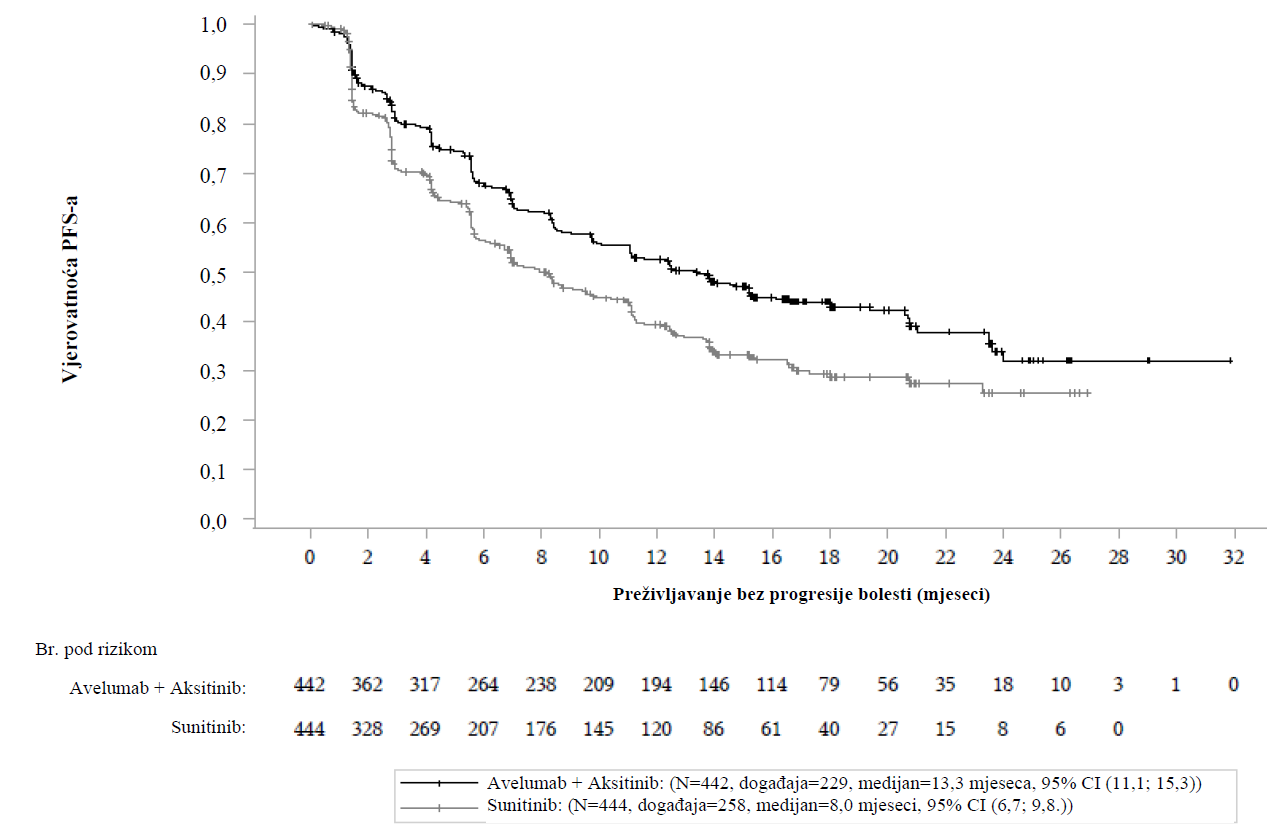 1,0
0,9
0,8
0,7
0,6
0,5
0,4
0,3
0,2
0,1
0,0
Vjerovatnoća PFS-a
0 2 4 6 8 10 12 14 16 18 20 22 24 26 28 30 32
Preživljavanje bez progresije bolesti (mjeseci)
Br. pod rizikom
Avelumab + Aksitinib: 442 362 317 264 238 209 194 146 114 79 56 35 18 10 3 1 0
Sunitinib: 444 328 269 207 176 145 120 86 61 40 27 15 8 6 0
Avelumab + Aksitinib: (N=442, događaja=229, medijan=13,3 mjeseca, 95% CI (11,1; 15,3))
Sunitinib: (N=444, događaja=258, medijan=8,0 mjeseci, 95% CI (6,7; 9,8.))